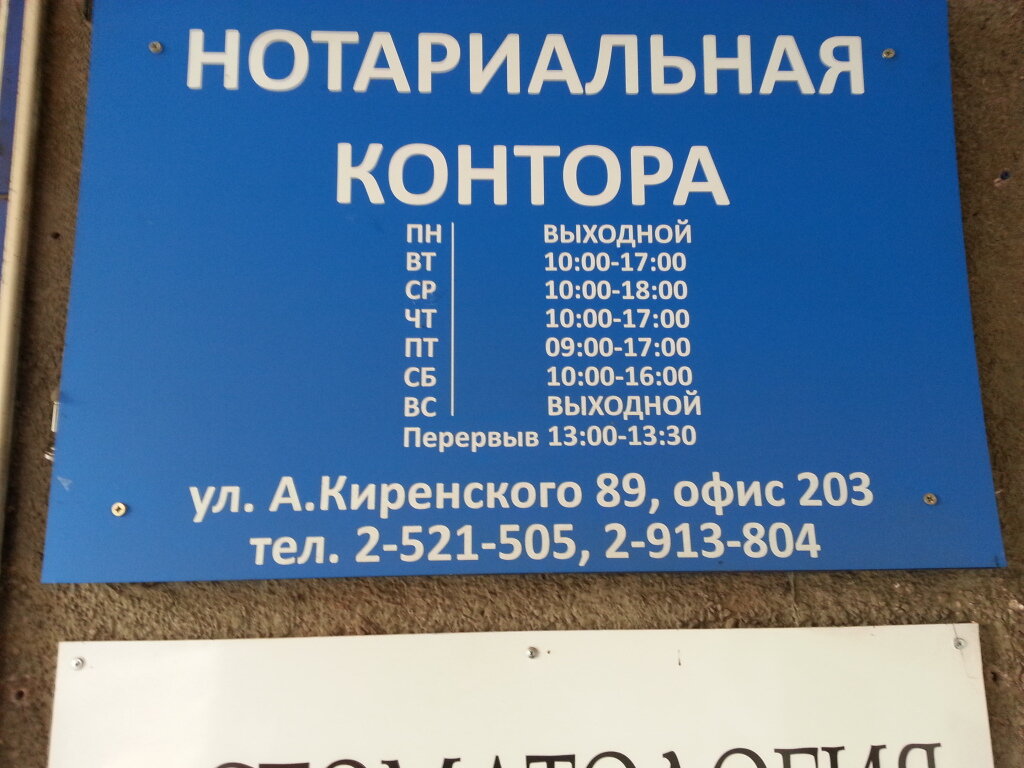 НОТАРИАЛЬНАЯ
КОНТОРА
ПН ВЫХОДНОЙ
ВТ 10:00-17:00
СР 10:00-18:00
ЧТ 10:00-17:00
ПТ 09:00-17:00
СБ 10:00-16:00
ВС ВЫХОДНОЙ
Перервыв 13:00-13:30
ул. А.Киренского 89, офис 203
тел. 2-521-505, 2-913-804
СТОМАТОЛОГИЯ